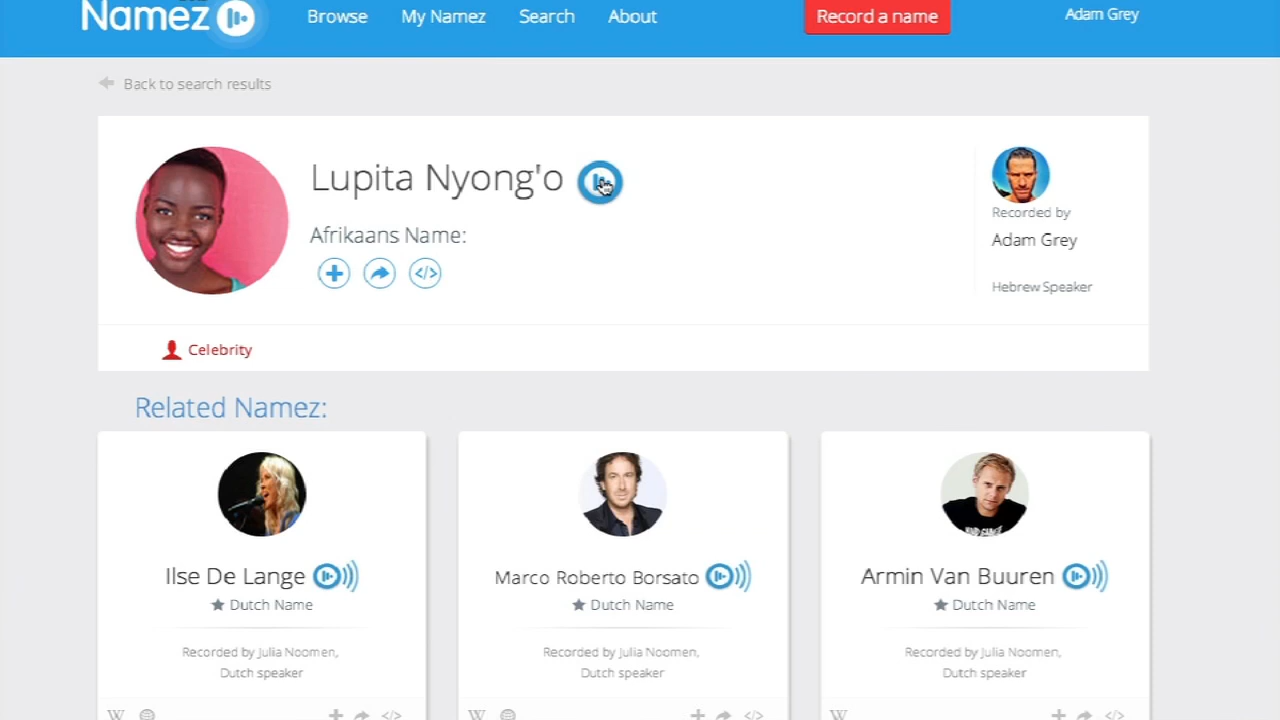 Namez
Browse
My Namez
Search
About
Record a name
Adam Grey
Back to search results
Lupita Nyong'o
Afrikaans Name:
Recorded by
Adam Grey
Hebrew Speaker
Celebrity
Related Namez:
Ilse De Lange
Dutch Name
Recorded by Julia Noomen,
Dutch speaker
Marco Roberto Borsato
Dutch Name
Recorded by Julia Noomen,
Dutch speaker
Armin Van Buuren
Dutch Name
Recorded by Julia Noomen,
Dutch speaker